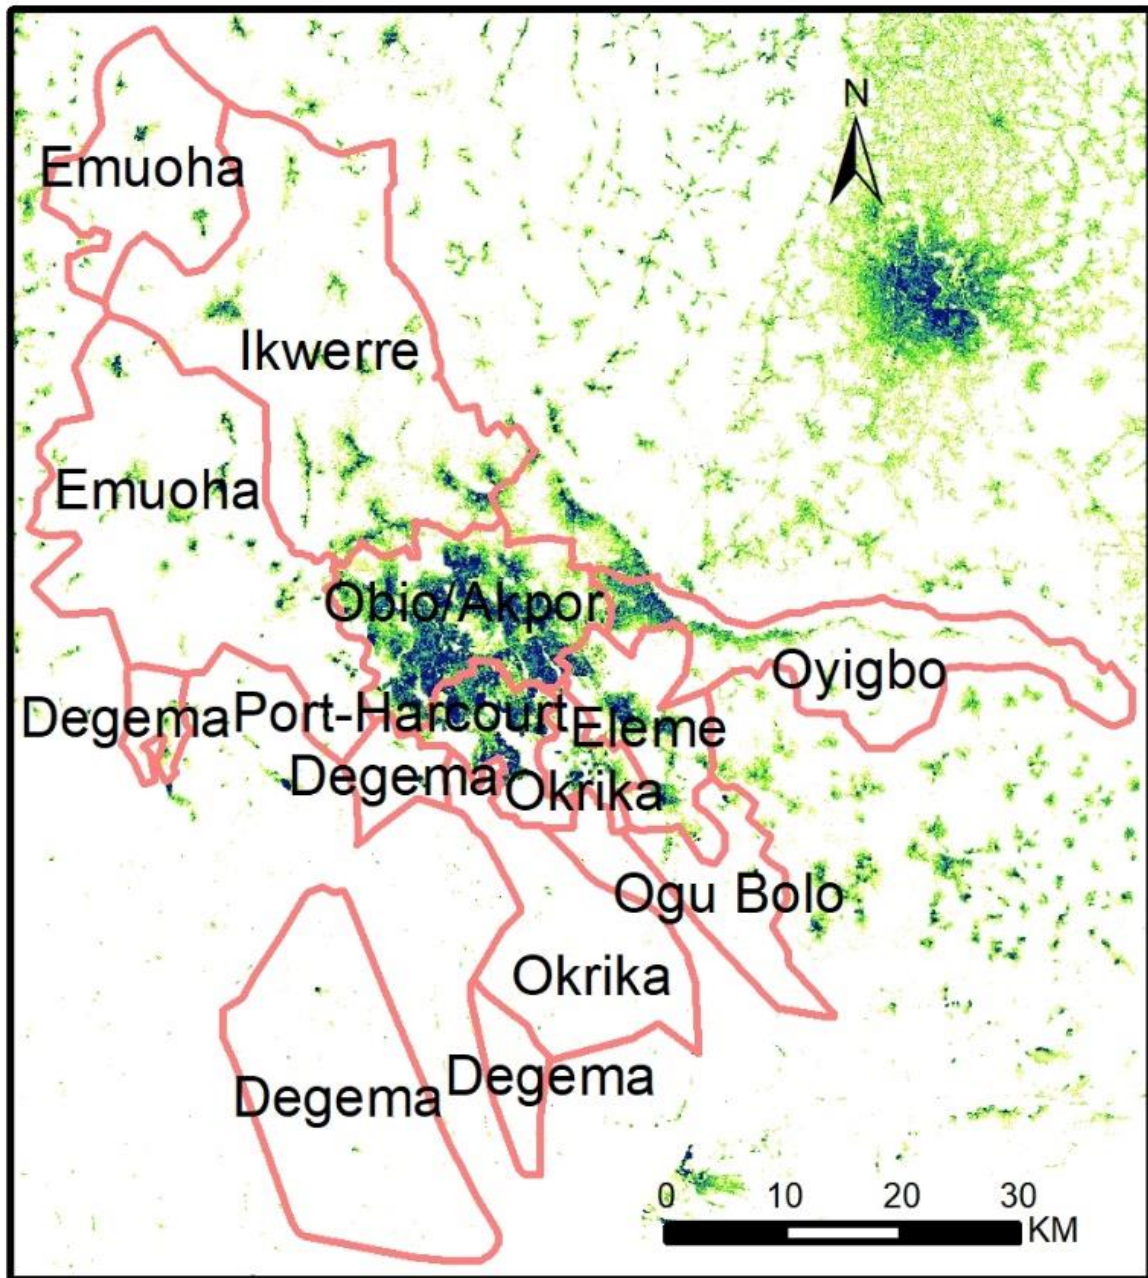 N
Emuoha
Ikwerre
Emuoha
Obio/Akpor
Oyigbo
Degema
Port-Harcourt
Eleme
Degema
Okrika
Ogu Bolo
Okrika
Degema
Degema
0 10 20 30
KM